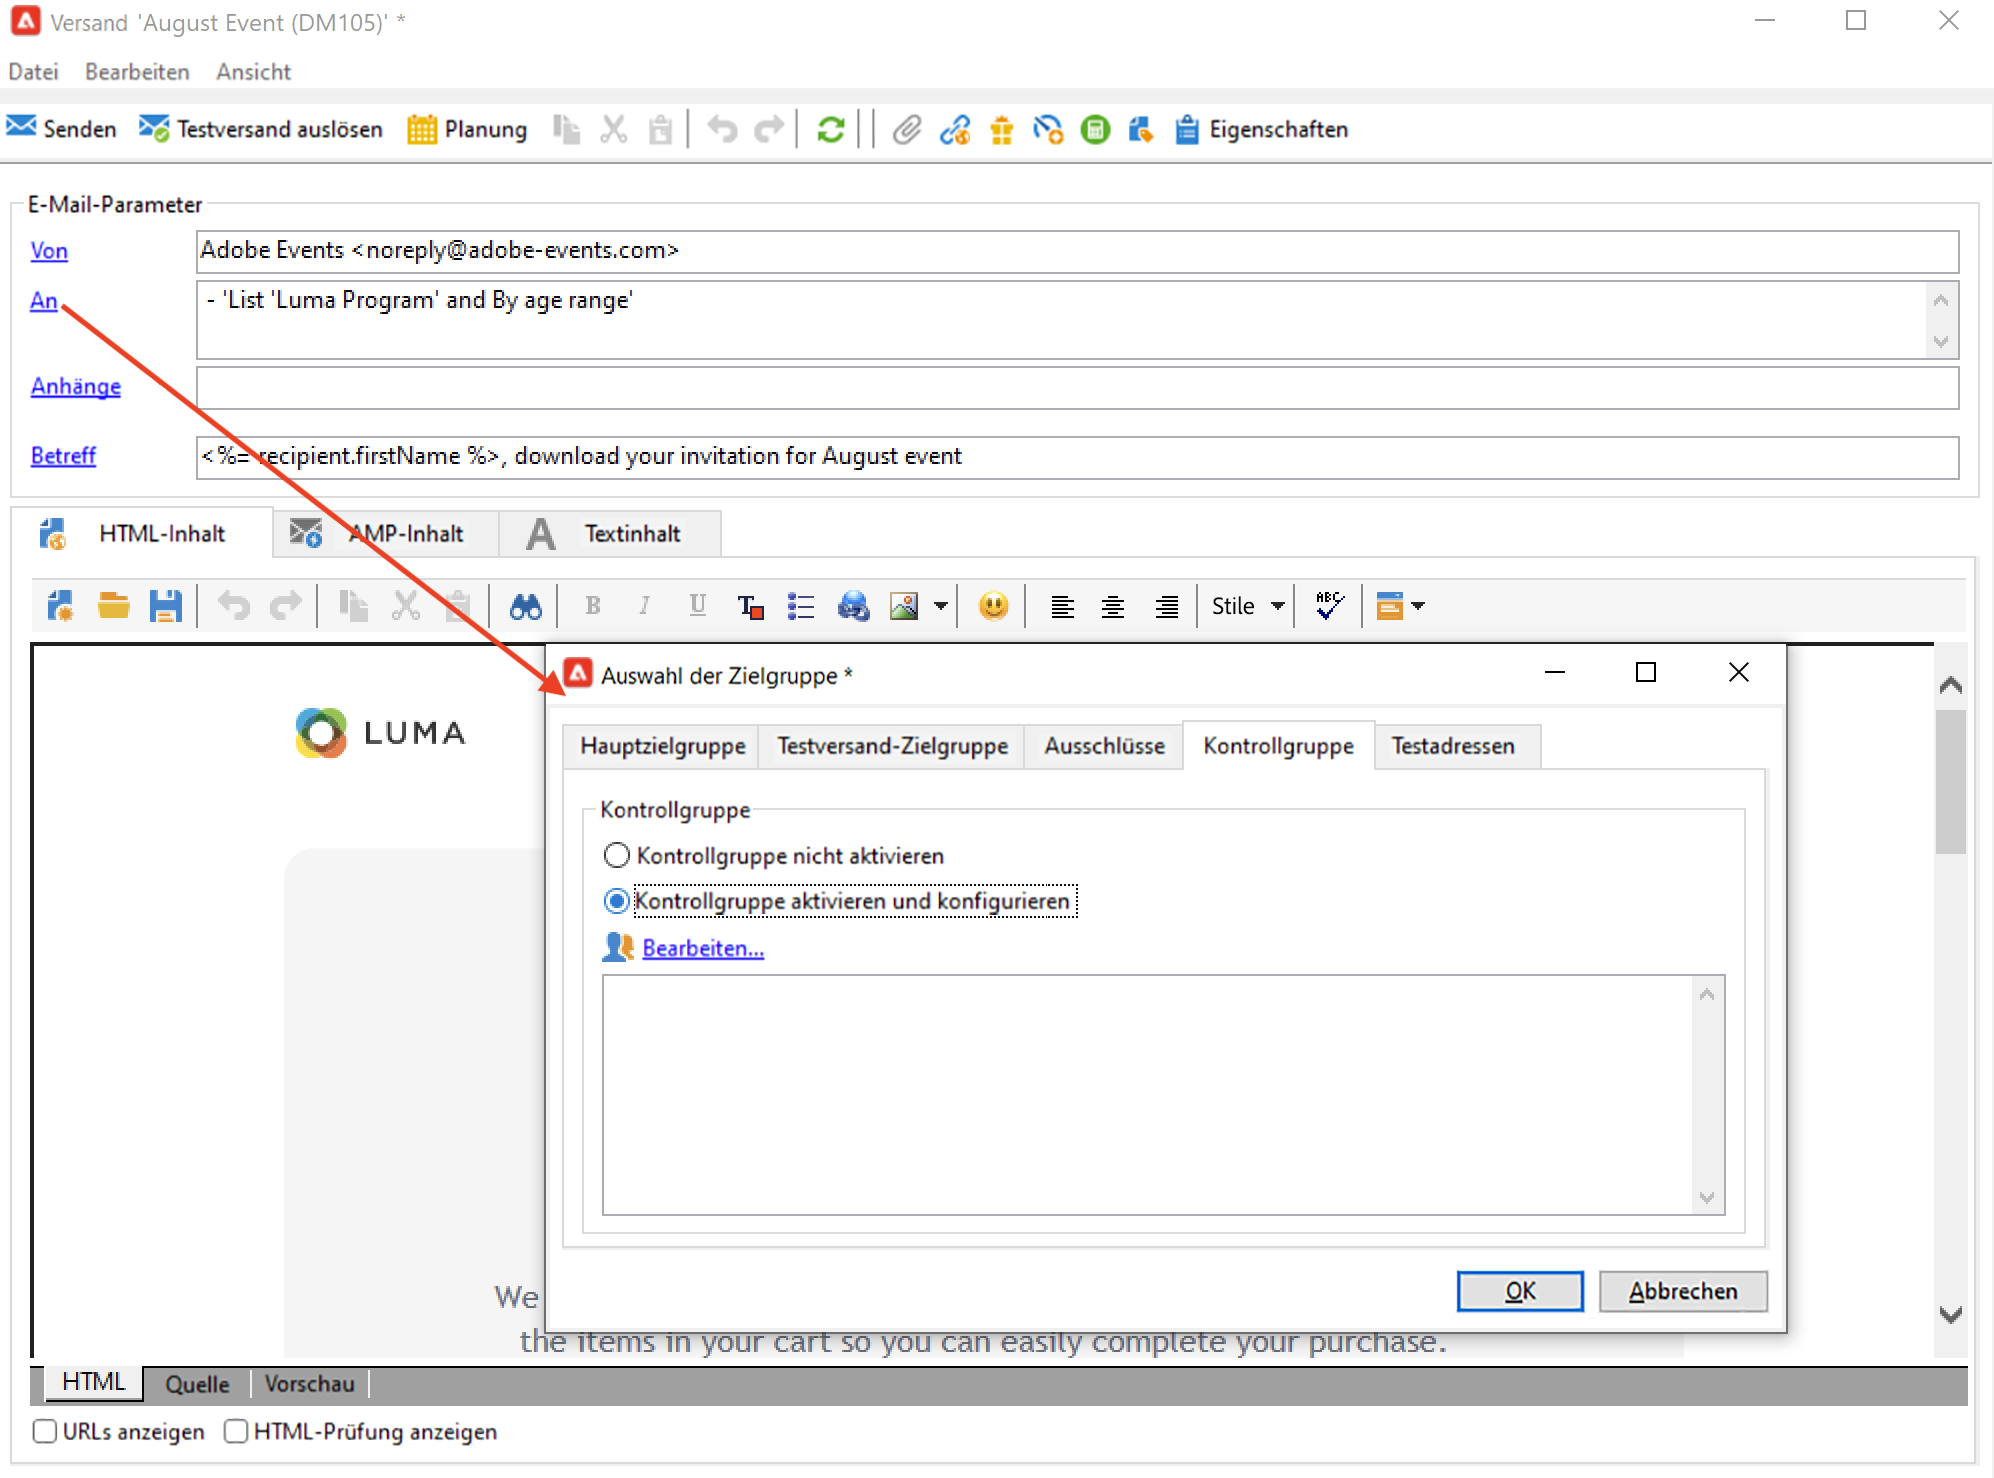 Versand 'August Event (DM105)' *
Datei Bearbeiten Ansicht
Senden Testversand auslösen Planung Eigenschaften
E-Mail-Parameter
Von Adobe Events <noreply@adobe-events.com>
An - 'List 'Luma Program' and By age range'
Anhänge
Betreff <%= recipient.firstName %>, download your invitation for August event
HTML-Inhalt AMP-Inhalt A Textinhalt
B I U T Stile ABC
LUMA
Auswahl der Zielgruppe *
Hauptzielgruppe Testversand-Zielgruppe Ausschlüsse Kontrollgruppe Testadressen
Kontrollgruppe
Kontrollgruppe nicht aktivieren
Kontrollgruppe aktivieren und konfigurieren
Bearbeiten...
OK Abbrechen
We
the items in your cart so you can easily complete your purchase.
HTML Quelle Vorschau
URLs anzeigen HTML-Prüfung anzeigen